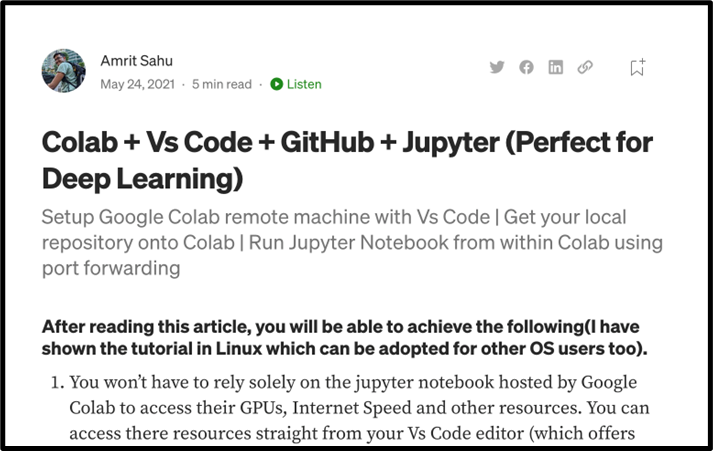 Amrit Sahu
May 24, 2021 · 5 min read · Listen
Colab + Vs Code + GitHub + Jupyter (Perfect for
Deep Learning)
Setup Google Colab remote machine with Vs Code | Get your local
repository onto Colab | Run Jupyter Notebook from within Colab using
port forwarding
After reading this article, you will be able to achieve the following(I have
shown the tutorial in Linux which can be adopted for other OS users too).
1. You won’t have to rely solely on the jupyter notebook hosted by Google
Colab to access their GPUs, Internet Speed and other resources. You can
access there resources straight from your Vs Code editor (which offers